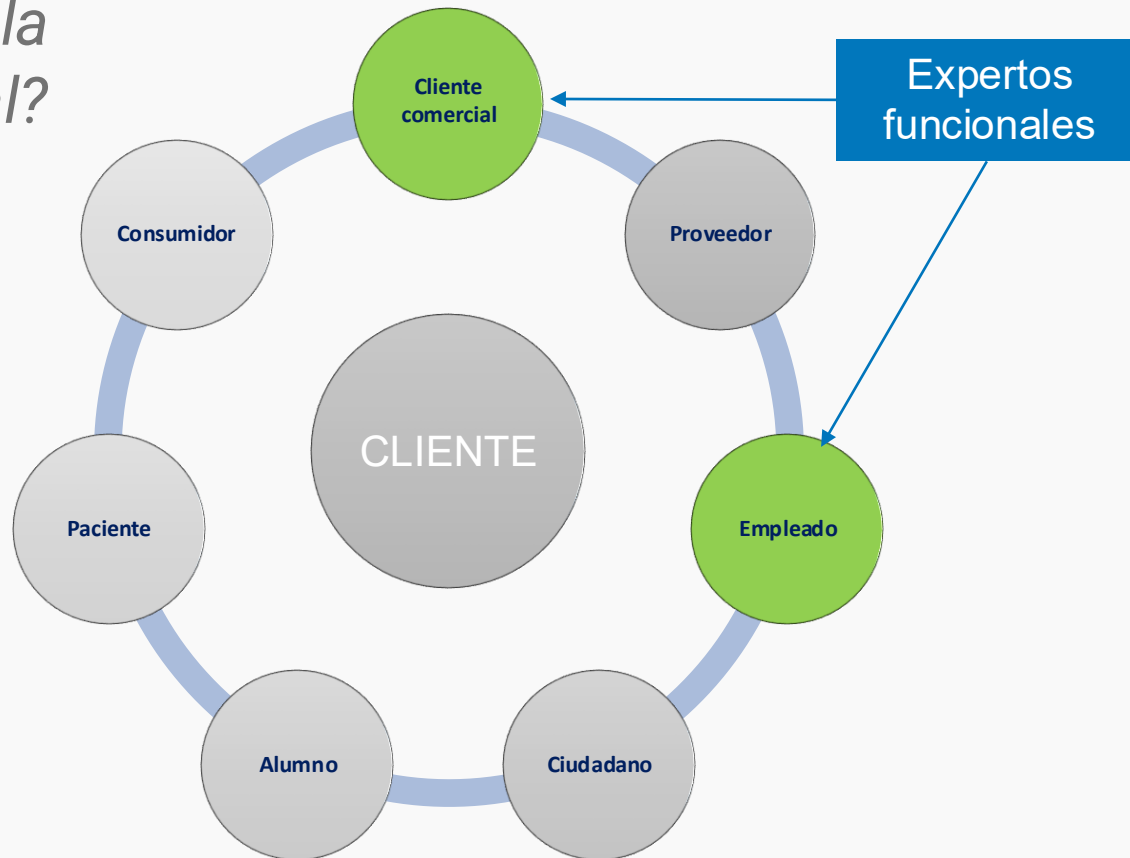 la
Cliente
comercial
Expertos
funcionales
Consumidor
Proveedor
CLIENTE
Paciente
Empleado
Alumno
Ciudadano